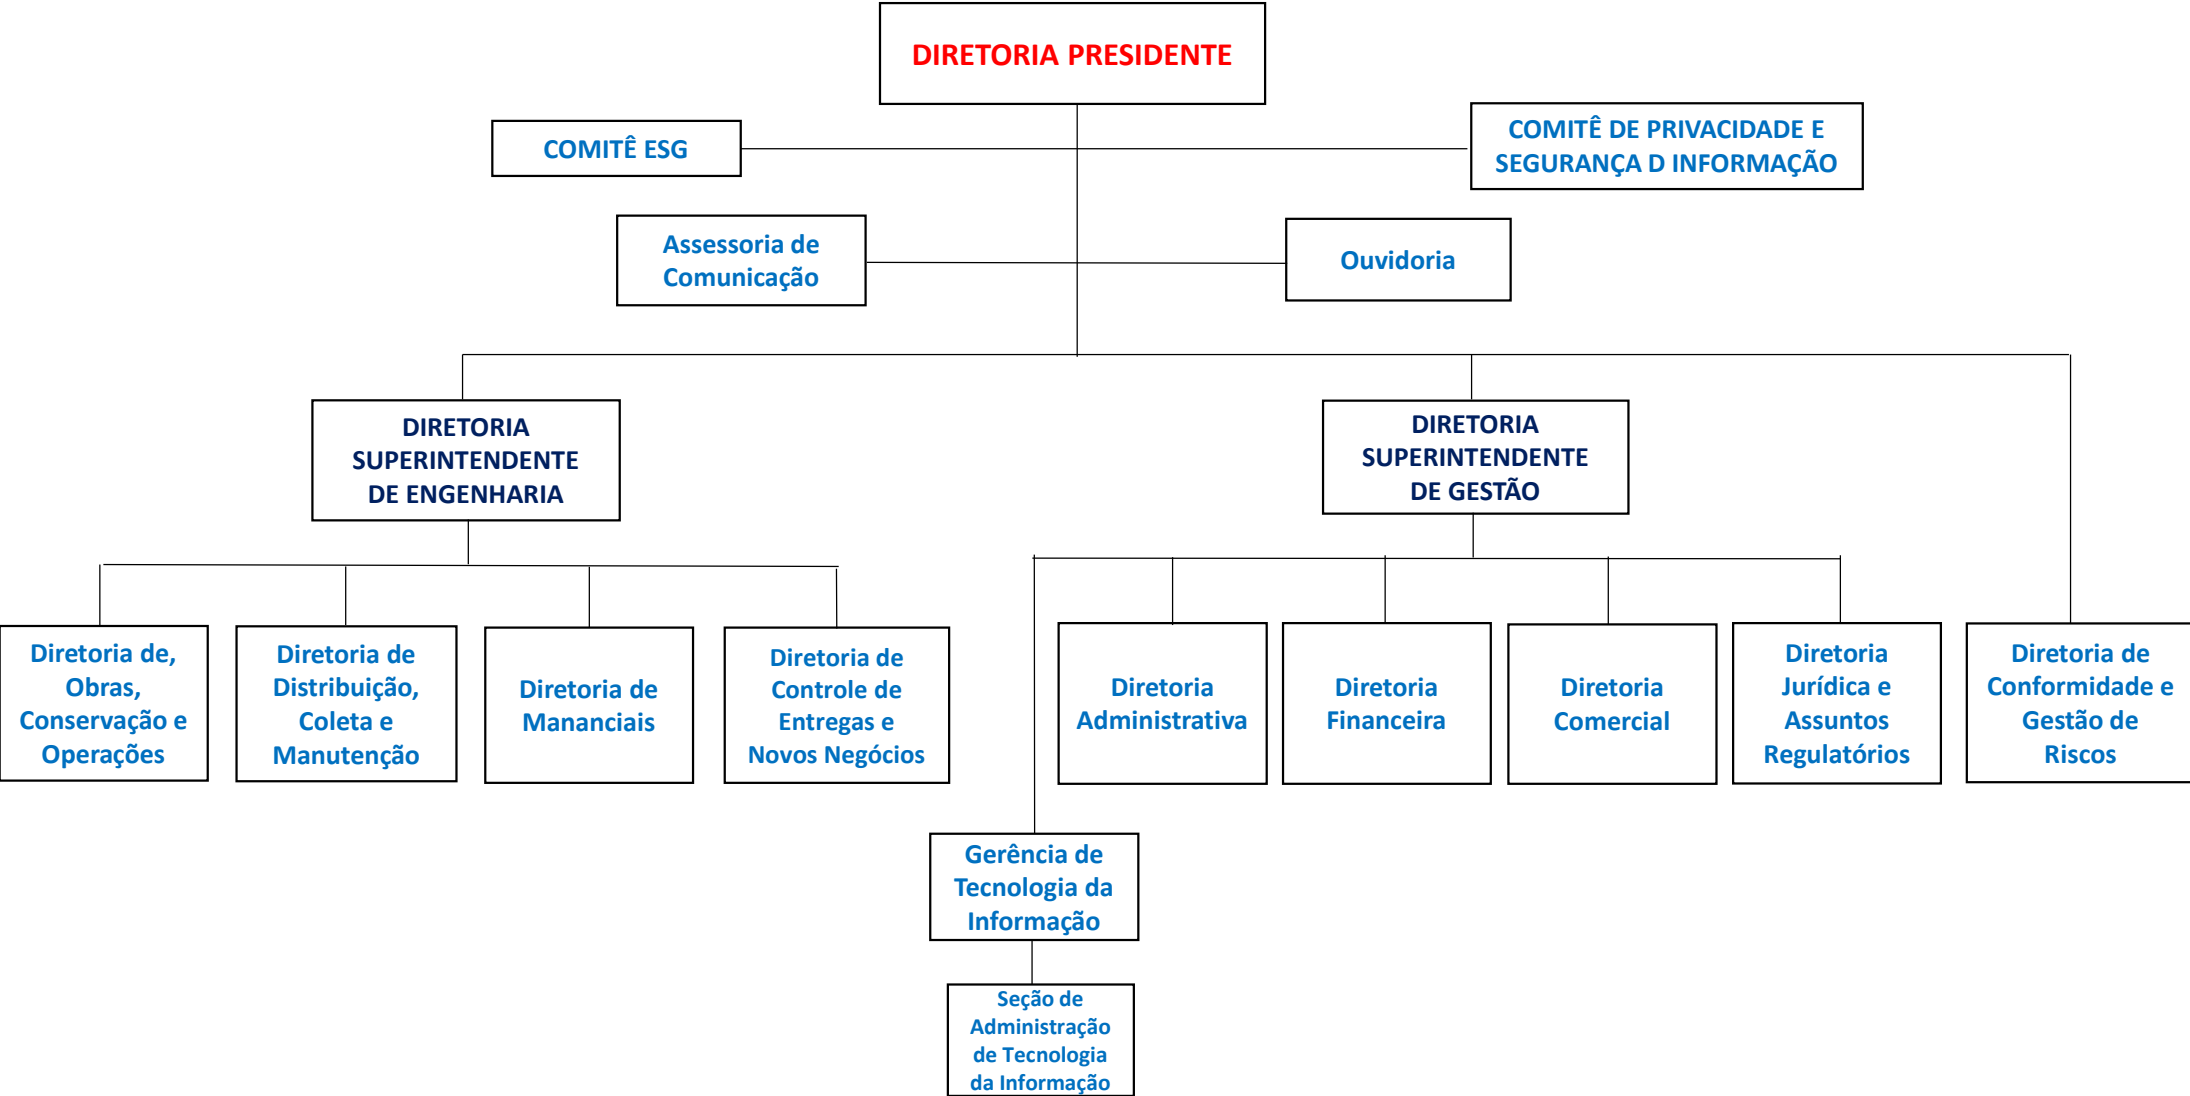 DIRETORIA PRESIDENTE
COMITÊ ESG
COMITÊ DE PRIVACIDADE E
SEGURANÇA D INFORMAÇÃO
Assessoria de
Comunicação
Ouvidoria
DIRETORIA
SUPERINTENDENTE
DE ENGENHARIA
DIRETORIA
SUPERINTENDENTE
DE GESTÃO
Diretoria de,
Obras,
Conservação e
Operações
Diretoria de
Distribuição,
Coleta e
Manutenção
Diretoria de
Mananciais
Diretoria de
Controle de
Entregas e
Novos Negócios
Diretoria
Administrativa
Diretoria
Financeira
Diretoria
Comercial
Diretoria
Jurídica e
Assuntos
Regulatórios
Diretoria de
Conformidade e
Gestão de
Riscos
Gerência de
Tecnologia da
Informação
Seção de
Administração
de Tecnologia
da Informação